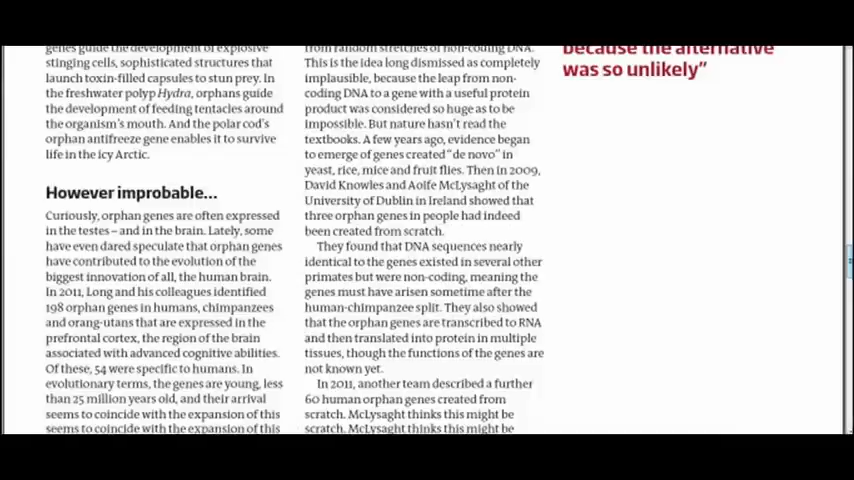 genes guide the development of explosive
stinging cells, sophisticated structures that
launch toxin-filled capsules to stun prey. In
the freshwater polyp Hydra, orphans guide
the development of feeding tentacles around
the organism's mouth. And the polar cod's
orphan antifreeze gene enables it to survive
life in the icy Arctic.
However improbable...
Curiously, orphan genes are often expressed
in the testes – and in the brain. Lately, some
have even dared speculate that orphan genes
have contributed to the evolution of the
biggest innovation of all, the human brain.
In 2011, Long and his colleagues identified
198 orphan genes in humans, chimpanzees
and orang-utans that are expressed in the
prefrontal cortex, the region of the brain
associated with advanced cognitive abilities.
Of these, 54 were specific to humans. In
evolutionary terms, the genes are young, less
than 25 million years old, and their arrival
seems to coincide with the expansion of this
seems to coincide with the expansion of this
from random stretches of non-coding DNA.
This is the idea long dismissed as completely
implausible, because the leap from non-
coding DNA to a gene with a useful protein
product was considered so huge as to be
impossible. But nature hasn't read the
textbooks. A few years ago, evidence began
to emerge of genes created "de novo" in
yeast, rice, mice and fruit flies. Then in 2009,
David Knowles and Aoife McLysaght of the
University of Dublin in Ireland showed that
three orphan genes in people had indeed
been created from scratch.
They found that DNA sequences nearly
identical to the genes existed in several other
primates but were non-coding, meaning the
genes must have arisen sometime after the
human-chimpanzee split. They also showed
that the orphan genes are transcribed to RNA
and then translated into protein in multiple
tissues, though the functions of the genes are
not known yet.
In 2011, another team described a further
60 human orphan genes created from
scratch. McLysaght thinks this might be
scratch. McLysaght thinks this might be
because the alternative
was so unlikely”